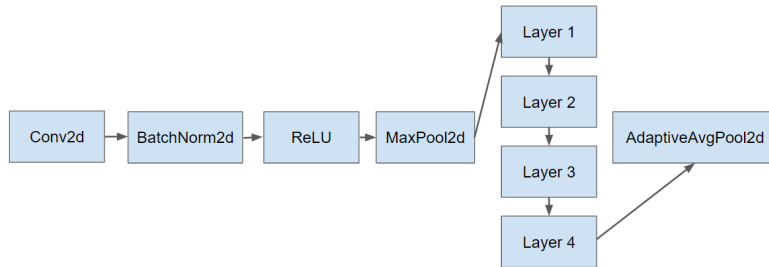 Conv2d
BatchNorm2d
ReLU
MaxPool2d
Layer 1
Layer 2
Layer 3
Layer 4
AdaptiveAvgPool2d